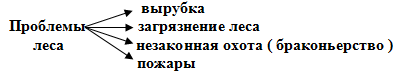 вырубка
Проблемы леса
загрязнение леса
незаконная охота ( браконьерство )
пожары